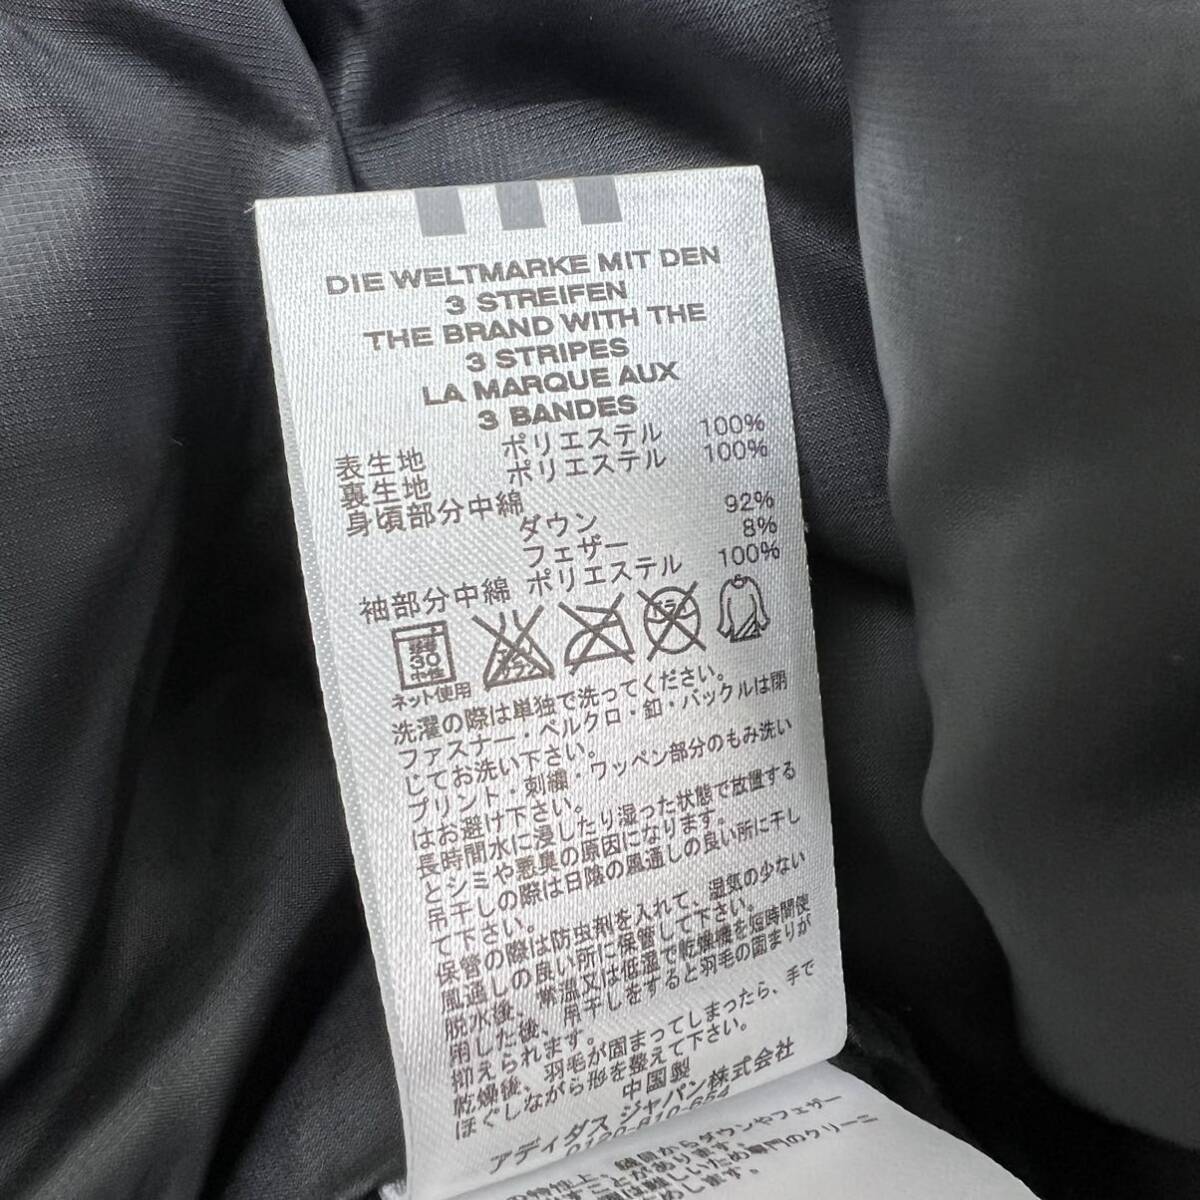 DIE WELTMARKE MIT DEN
3 STREIFEN
THE BRAND WITH THE
3 STRIPES
LA MARQUE AUX
3 BANDES
表生地 ポリエステル 100%
裏生地 ポリエステル 100%
身頃部分中綿
ダウン 92%
フェザー 8%
袖部分中綿 ポリエステル 100%
30
中性
ネット使用
洗濯の際は単独で洗ってください。
ファスナー・ベルクロ・釦・バックルは閉
じてお洗い下さい。
プリント・刺繍・ワッペン部分のもみ洗い
はお避け下さい。
長時間水に浸したり湿った状態で放置する
とシミや悪臭の原因になります。
吊干しの際は日陰の風通しの良い所に干し
て下さい。
保管の際は防虫剤を入れて、湿気の少ない
風通しの良い所に保管して下さい。
脱水後、常温又は低温で乾燥機を短時間使
用した後、吊干しをすると羽毛の固まりが
抑えられます。
乾燥後、羽毛が固まってしまったら、手で
ほぐしながら形を整えて下さい。
中国製
アディダス ジャパン株式会社
0120-810-654